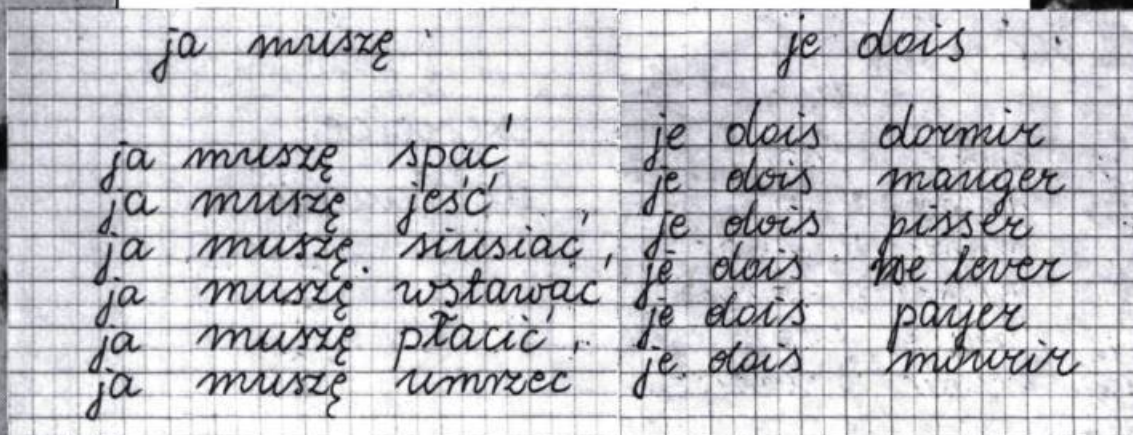 ja muszę
ja muszę spać
ja muszę jeść
ja muszę siusiać,
ja muszę wstawać
ja muszę płacić,
ja muszę umrzeć
je dois
je dois dormir
je dois manger
je dois pisser
je dois me lever
je dois payer
je dois mourir